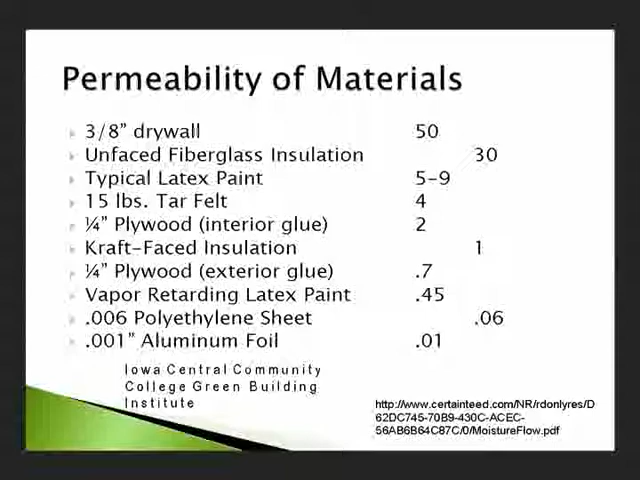 Permeability of Materials
3/8” drywall 50
Unfaced Fiberglass Insulation 30
Typical Latex Paint 5-9
15 lbs. Tar Felt 4
¼” Plywood (interior glue) 2
Kraft-Faced Insulation 1
¼” Plywood (exterior glue) .7
Vapor Retarding Latex Paint .45
.006 Polyethylene Sheet .06
.001” Aluminum Foil .01
Iowa Central Community
College Green Building
Institute
http://www.certainteed.com/NR/rdonlyres/D
62DC745-70B9-430C-ACEC-
56AB6B64C87C/0/MoistureFlow.pdf